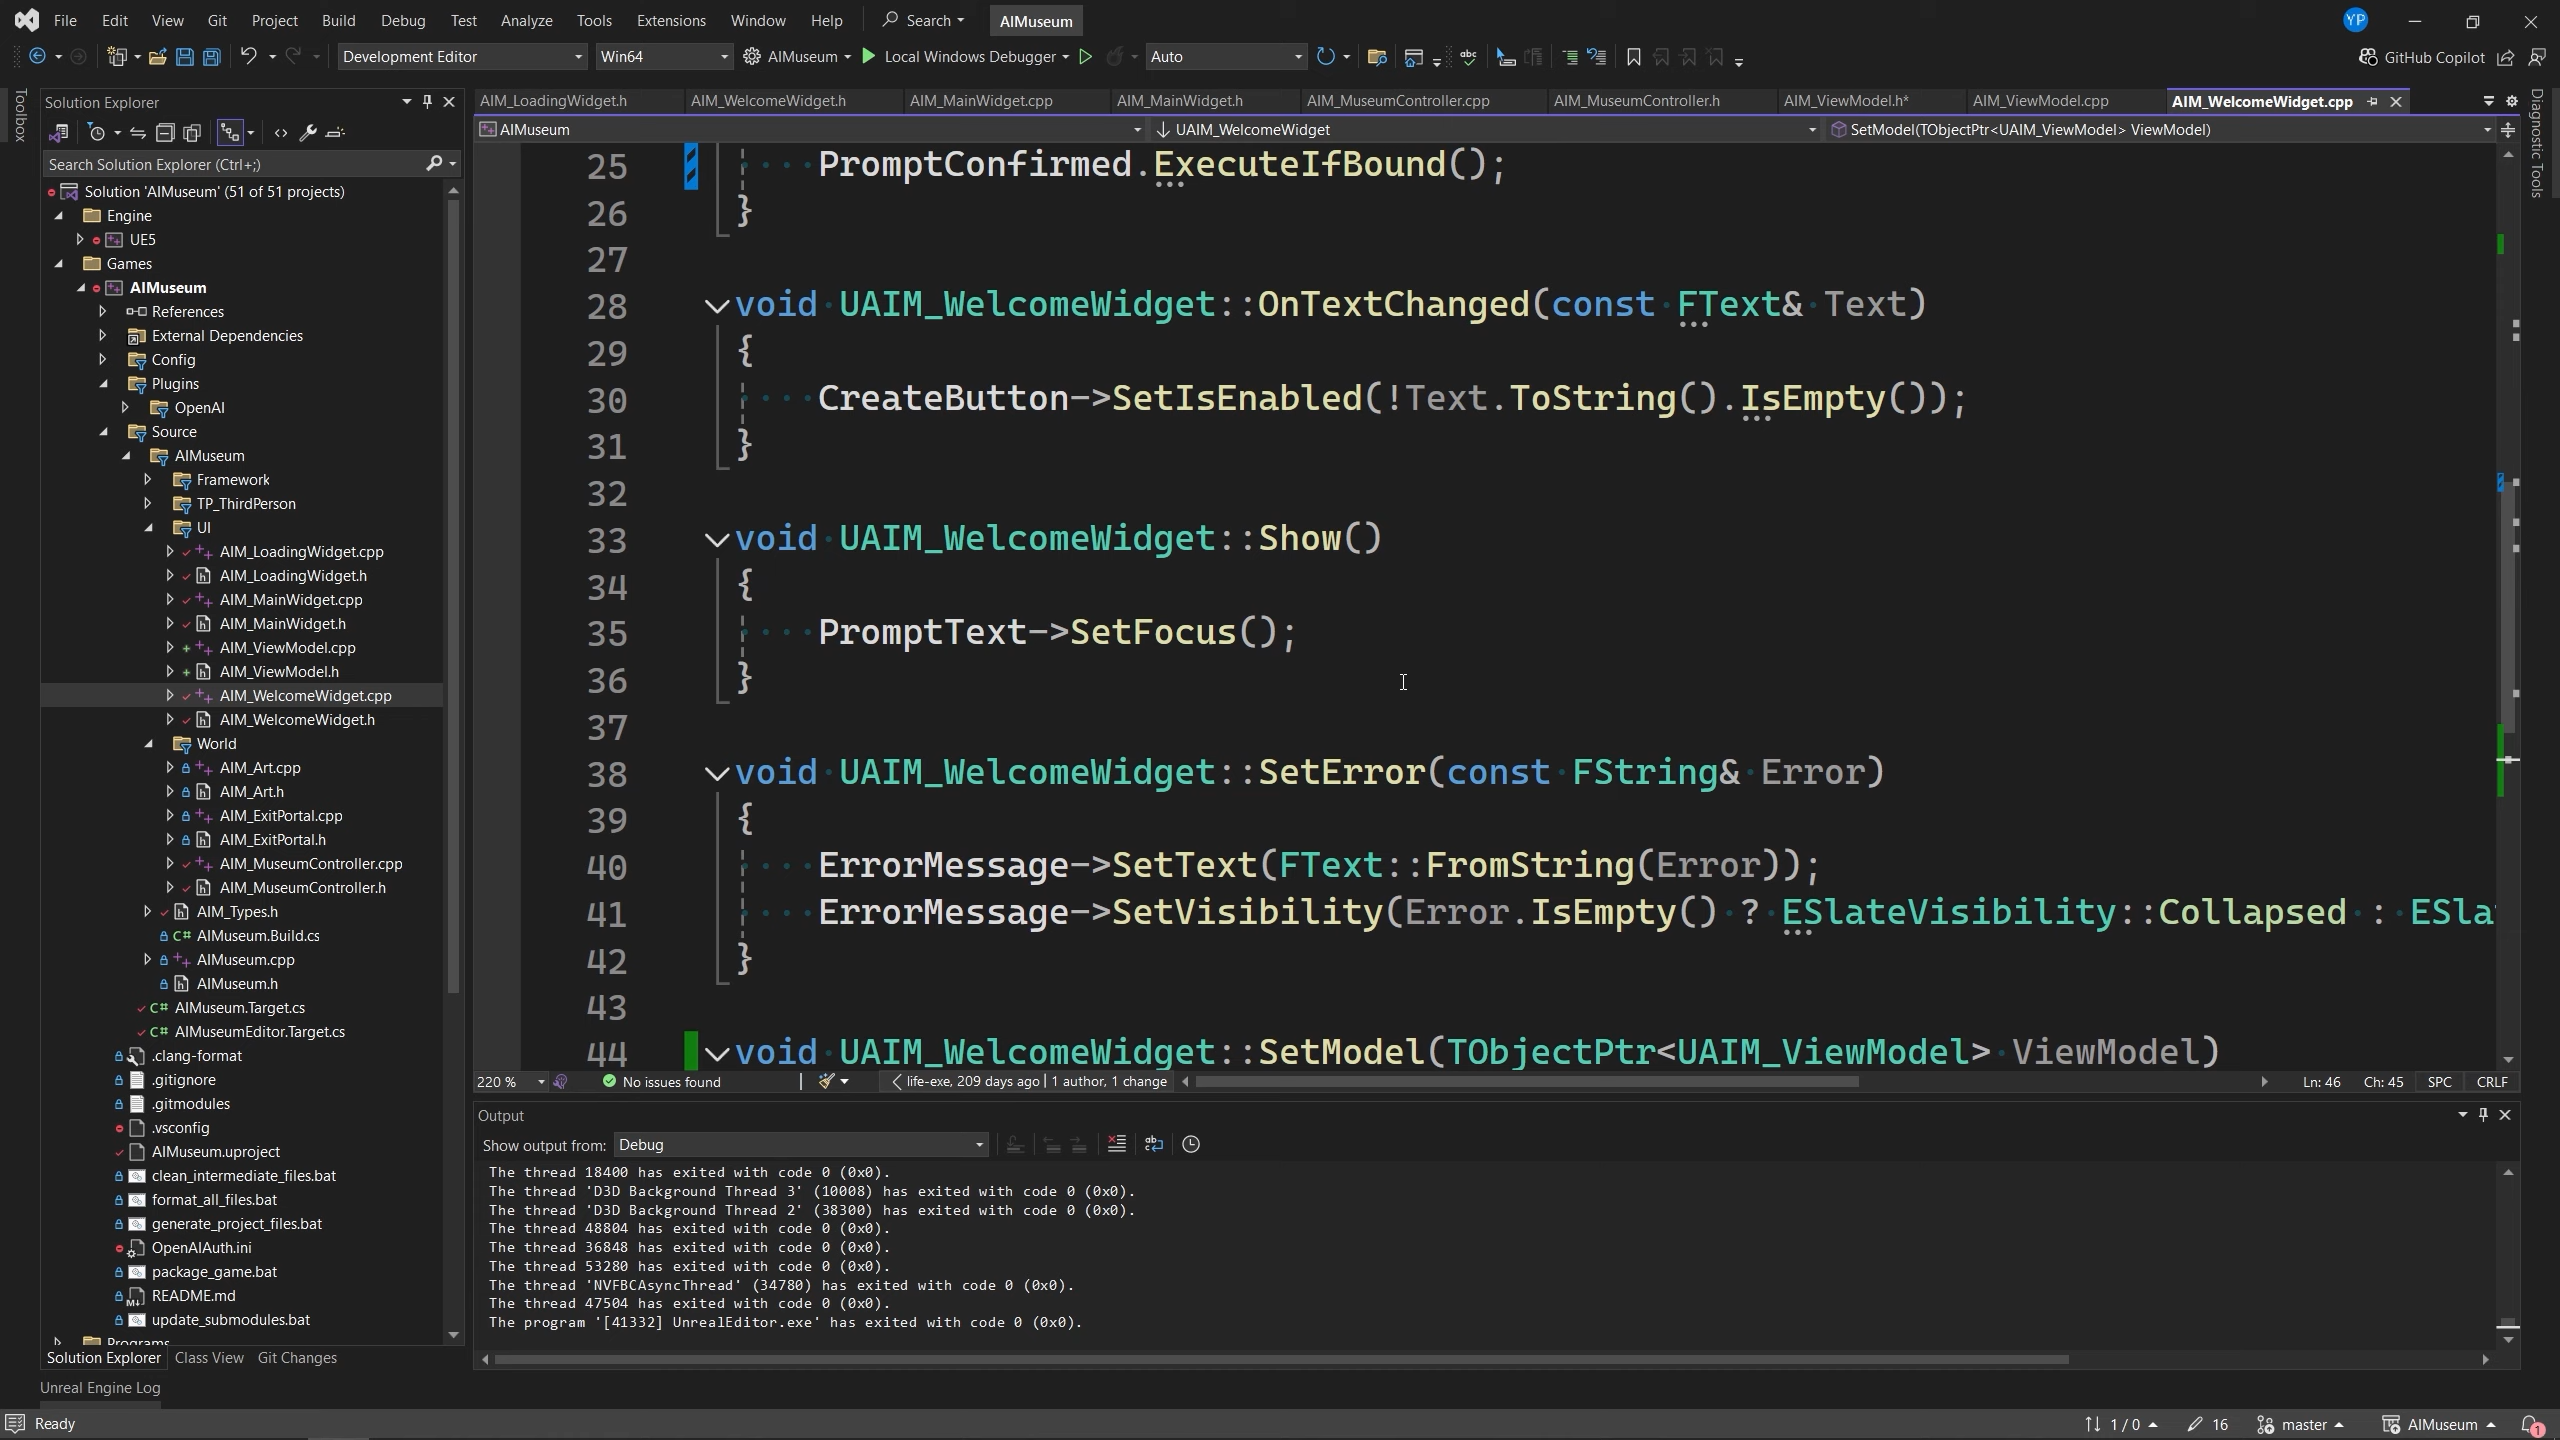 File Edit View Git Project Build Debug Test Analyze Tools Extensions Window Help Search AIMuseum YP
Development Editor Win64 AIMuseum Local Windows Debugger Auto GitHub Copilot
Toolbox
Solution Explorer
Search Solution Explorer (Ctrl+;)
Solution 'AIMuseum' (51 of 51 projects)
Engine
UE5
Games
AIMuseum
References
External Dependencies
Config
Plugins
OpenAI
Source
AIMuseum
Framework
TP_ThirdPerson
UI
AIM_LoadingWidget.cpp
AIM_LoadingWidget.h
AIM_MainWidget.cpp
AIM_MainWidget.h
AIM_ViewModel.cpp
AIM_ViewModel.h
AIM_WelcomeWidget.cpp
AIM_WelcomeWidget.h
World
AIM_Art.cpp
AIM_Art.h
AIM_ExitPortal.cpp
AIM_ExitPortal.h
AIM_MuseumController.cpp
AIM_MuseumController.h
AIM_Types.h
C# AIMuseum.Build.cs
AIMuseum.cpp
AIMuseum.h
C# AIMuseum.Target.cs
C# AIMuseumEditor.Target.cs
.clang-format
.gitignore
.gitmodules
.vsconfig
AIMuseum.uproject
clean_intermediate_files.bat
format_all_files.bat
generate_project_files.bat
OpenAIAuth.ini
package_game.bat
README.md
update_submodules.bat
Programs
Solution Explorer Class View Git Changes
Unreal Engine Log
AIM_LoadingWidget.h AIM_WelcomeWidget.h AIM_MainWidget.cpp AIM_MainWidget.h AIM_MuseumController.cpp AIM_MuseumController.h AIM_ViewModel.h* AIM_ViewModel.cpp AIM_WelcomeWidget.cpp
AIMuseum UAIM_WelcomeWidget SetModel(TObjectPtr<UAIM_ViewModel> ViewModel)
25 PromptConfirmed.ExecuteIfBound();
26 }
27
28 void UAIM_WelcomeWidget::OnTextChanged(const FText& Text)
29 {
30 CreateButton->SetIsEnabled(!Text.ToString().IsEmpty());
31 }
32
33 void UAIM_WelcomeWidget::Show()
34 {
35 PromptText->SetFocus();
36 }
37
38 void UAIM_WelcomeWidget::SetError(const FString& Error)
39 {
40 ErrorMessage->SetText(FText::FromString(Error));
41 ErrorMessage->SetVisibility(Error.IsEmpty() ? ESlateVisibility::Collapsed : ESla
42 }
43
44 void UAIM_WelcomeWidget::SetModel(TObjectPtr<UAIM_ViewModel> ViewModel)
220 % No issues found life-exe, 209 days ago | 1 author, 1 change Ln: 46 Ch: 45 SPC CRLF
Output
Show output from: Debug
The thread 18400 has exited with code 0 (0x0).
The thread 'D3D Background Thread 3' (10008) has exited with code 0 (0x0).
The thread 'D3D Background Thread 2' (38300) has exited with code 0 (0x0).
The thread 48804 has exited with code 0 (0x0).
The thread 36848 has exited with code 0 (0x0).
The thread 53280 has exited with code 0 (0x0).
The thread 'NVFBCAsyncThread' (34780) has exited with code 0 (0x0).
The thread 47504 has exited with code 0 (0x0).
The program '[41332] UnrealEditor.exe' has exited with code 0 (0x0).
Diagnostic Tools
Ready 1 / 0 16 master AIMuseum 1